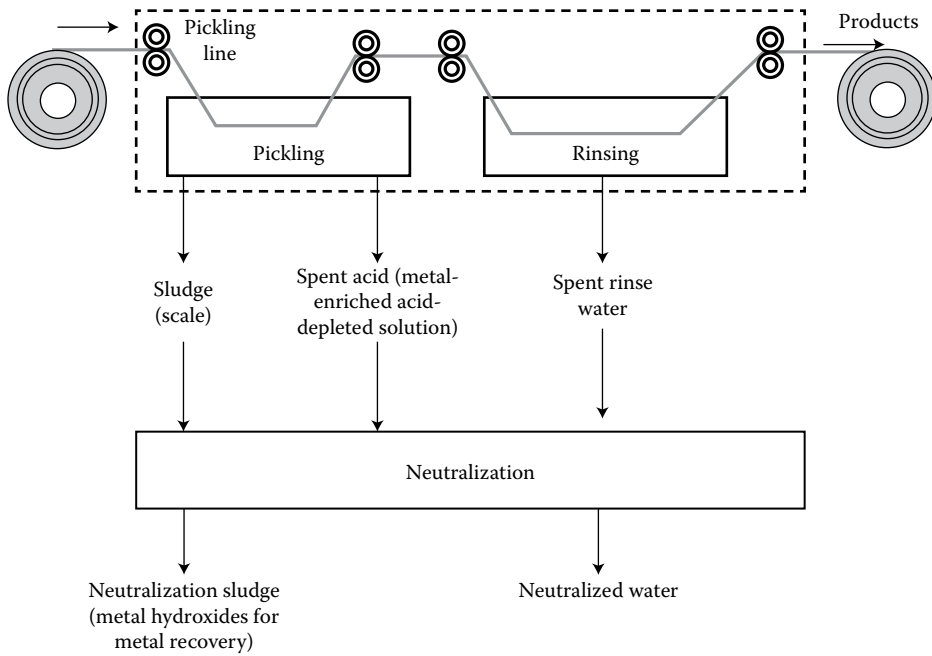 Pickling
line
Products
Pickling
Rinsing
Sludge
(scale)
Spent acid (metal-
enriched acid-
depleted solution)
Spent rinse
water
Neutralization
Neutralization sludge
(metal hydroxides for
metal recovery)
Neutralized water